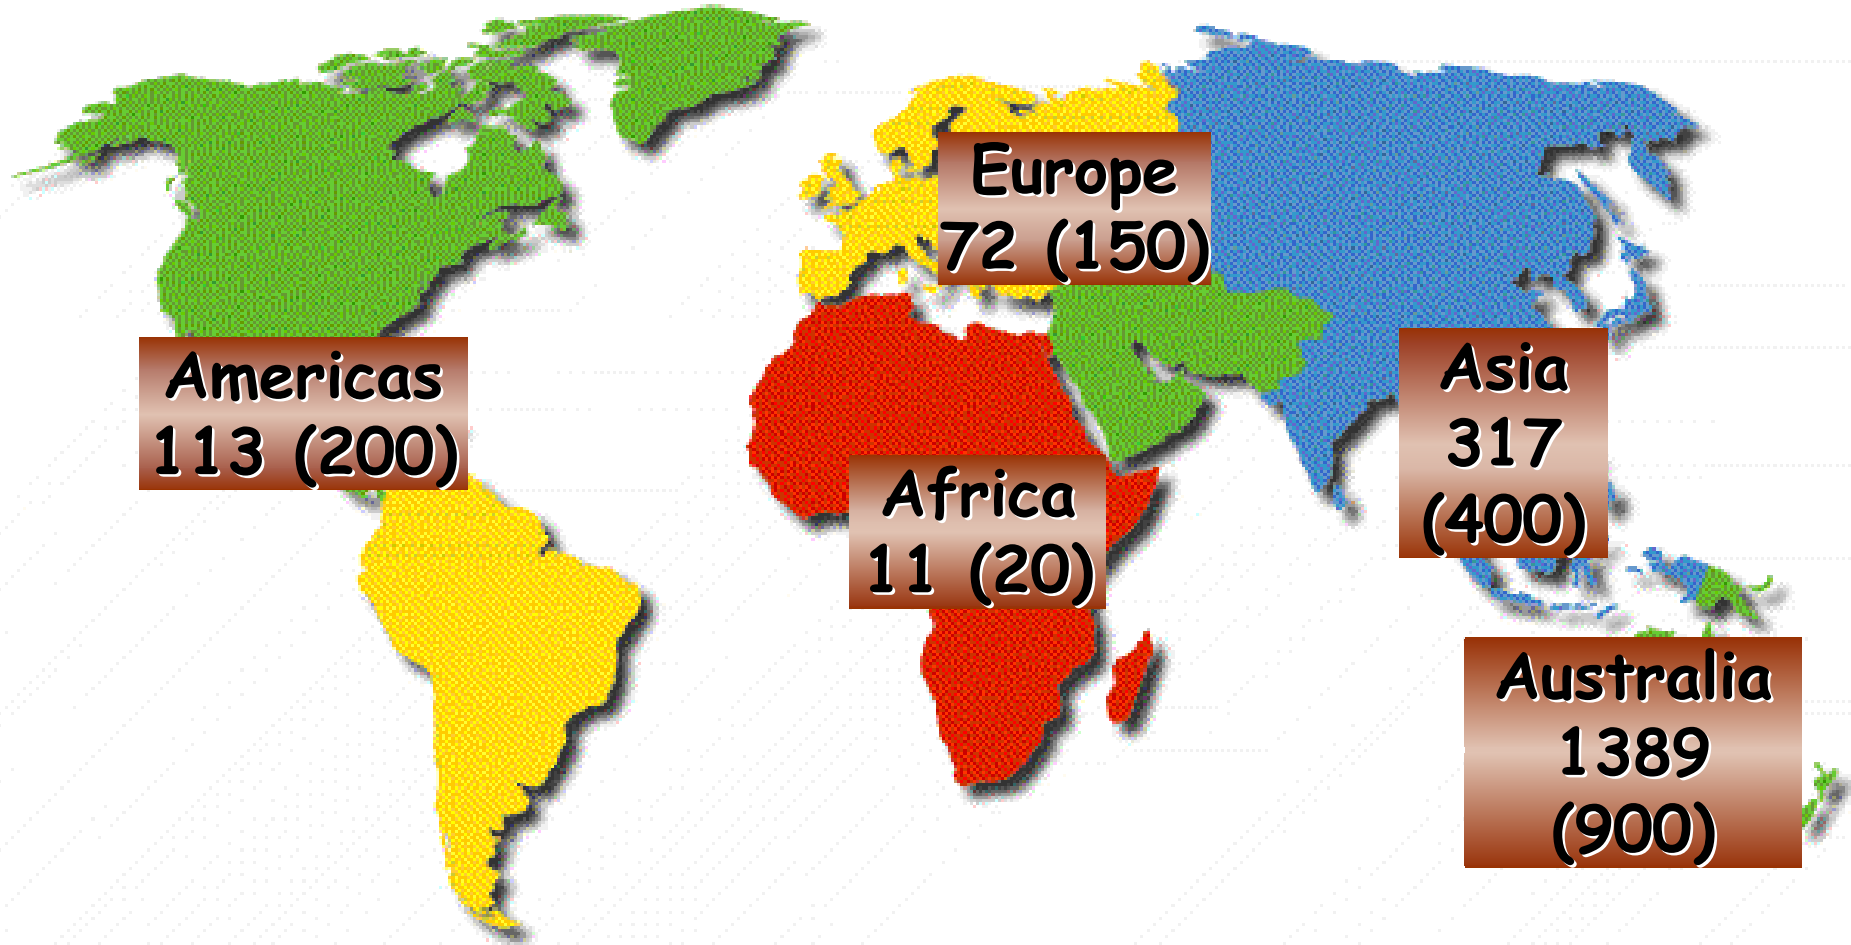 Europe
72 (150)
Americas
113 (200)
Asia
317
(400)
Africa
11 (20)
Australia
1389
(900)